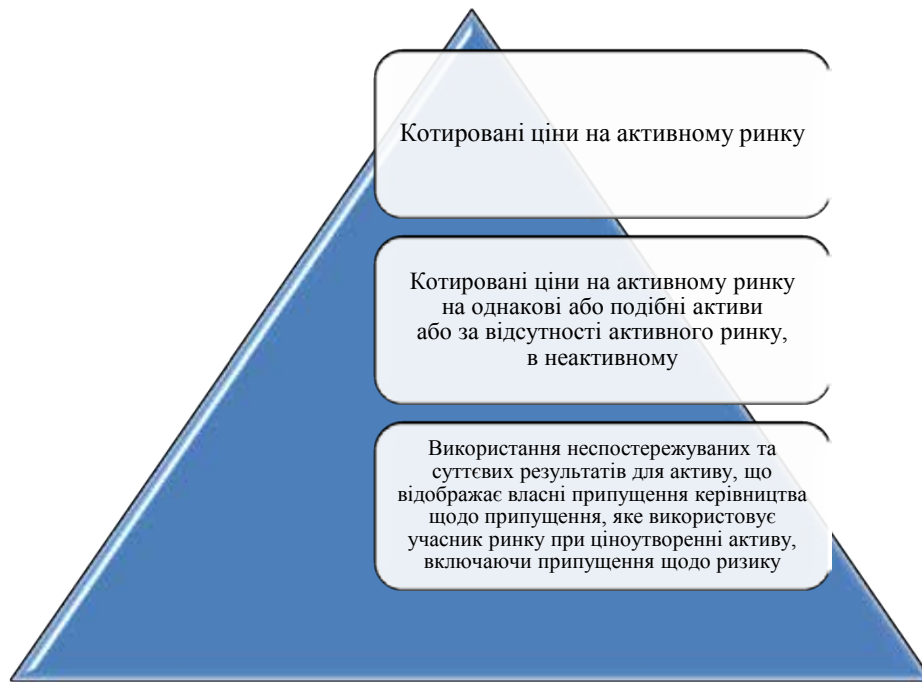 Котировані ціни на активному ринку
Котировані ціни на активному ринку
на однакові або подібні активи
або за відсутності активного ринку,
в неактивному
Використання неспостережуваних та
суттєвих результатів для активу, що
відображає власні припущення керівництва
щодо припущення, яке використовує
учасник ринку при ціноутворенні активу,
включаючи припущення щодо ризику